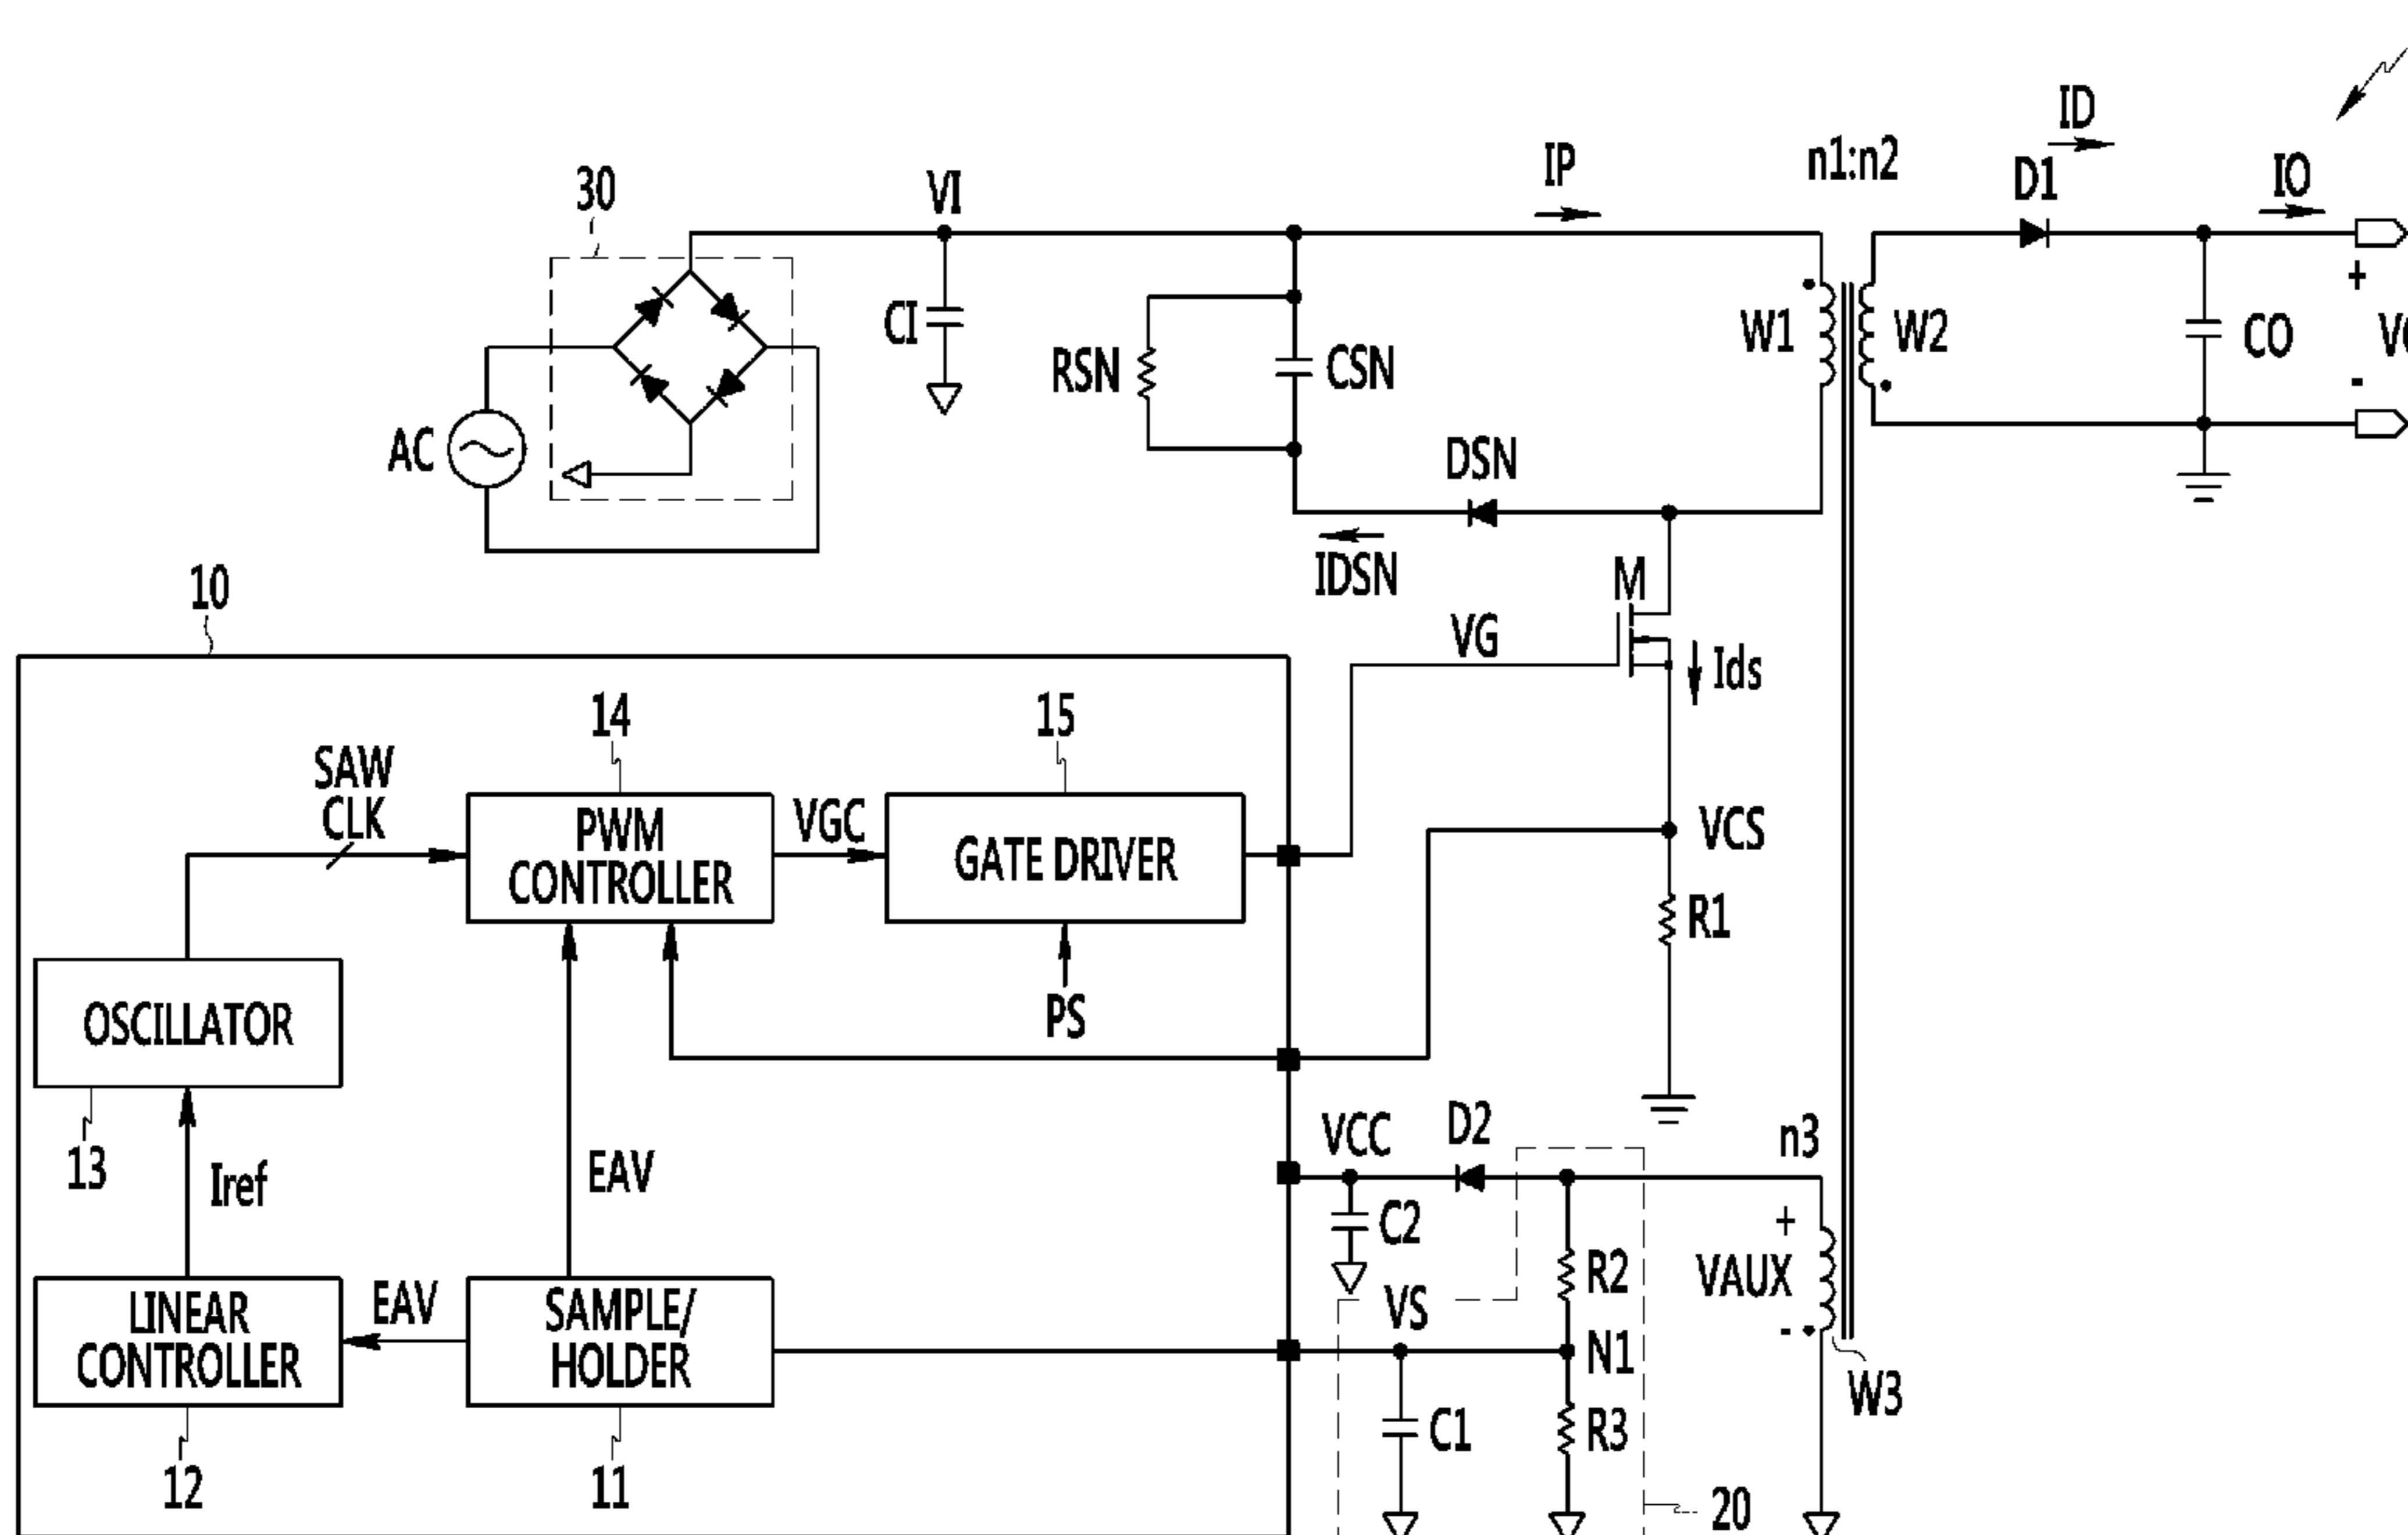 ID
IP
n1:n2
30
VI
D1
IO
+
CI
W1
W2
CO
RSN
CSN
-
AC
DSN
IDSN
M
10
VG
Ids
14
15
SAW
CLK
PWM
CONTROLLER
VGC
GATE DRIVER
VCS
R1
OSCILLATOR
PS
13
Iref
EAV
VCC
D2
n3
C2
+
R2
VAUX
LINEAR
CONTROLLER
EAV
SAMPLE/
HOLDER
VS
-
N1
W3
C1
R3
12
11
20